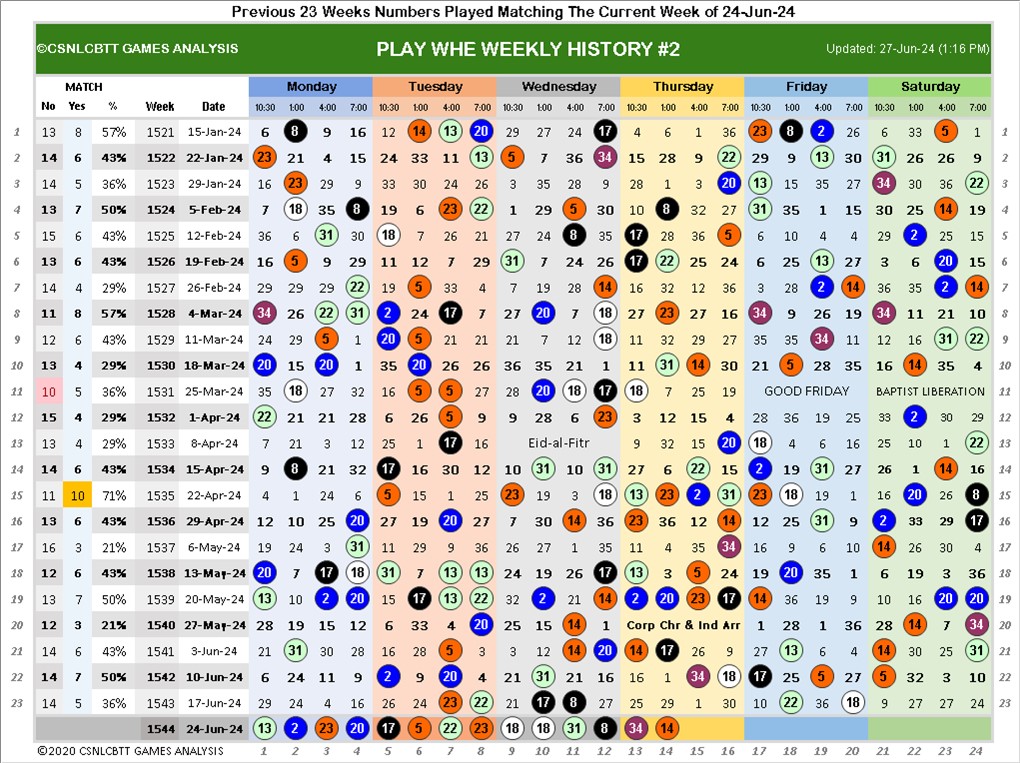 Previous 23 Weeks Numbers Played Matching The Current Week of 24-Jun-24
©CSNLCBTT GAMES ANALYSIS PLAY WHE WEEKLY HISTORY #2 Updated: 27-Jun-24 (1:16 PM)
MATCH Monday Tuesday Wednesday Thursday Friday Saturday
No Yes % Week Date 10:30 1:00 4:00 7:00 10:30 1:00 4:00 7:00 10:30 1:00 4:00 7:00 10:30 1:00 4:00 7:00 10:30 1:00 4:00 7:00 10:30 1:00 4:00 7:00
1 13 8 57% 1521 15-Jan-24 6 8 9 16 12 14 13 20 29 27 24 17 4 6 1 36 23 8 2 26 6 33 5 1 1
2 14 6 43% 1522 22-Jan-24 23 21 4 15 24 33 11 13 5 7 36 34 15 28 9 22 29 9 13 30 31 26 26 9 2
3 14 5 36% 1523 29-Jan-24 16 23 29 9 33 30 24 26 3 35 28 9 28 1 3 20 13 15 35 27 34 30 36 22 3
4 13 7 50% 1524 5-Feb-24 7 18 35 8 19 6 23 22 1 29 5 30 10 8 32 27 31 35 1 15 30 25 14 19 4
5 15 6 43% 1525 12-Feb-24 36 6 31 30 18 7 26 21 27 24 8 35 17 28 16 5 6 10 4 4 29 2 25 15 5
6 13 6 43% 1526 19-Feb-24 16 5 9 29 11 12 7 29 31 7 24 26 17 22 25 24 6 25 13 27 3 6 20 15 6
7 14 4 29% 1527 26-Feb-24 29 29 29 22 19 5 33 4 7 19 28 14 16 32 12 36 3 28 2 14 36 35 2 14 7
8 11 8 57% 1528 4-Mar-24 34 26 22 31 2 24 17 7 27 20 7 18 27 23 27 16 34 9 26 19 34 11 21 10 8
9 12 6 43% 1529 11-Mar-24 24 29 5 1 20 5 21 21 21 7 12 18 11 32 29 27 35 35 34 11 12 16 31 22 9
10 13 4 29% 1530 18-Mar-24 20 15 20 1 35 20 26 26 36 35 21 1 11 31 14 30 21 5 28 10 16 14 4 35 10
11 10 5 36% 1531 25-Mar-24 35 18 27 32 16 5 5 27 28 20 18 17 18 7 25 19 GOOD FRIDAY BAPTIST LIBERATION 11
12 15 4 29% 1532 1-Apr-24 22 21 21 28 6 26 5 9 9 28 6 23 3 12 15 4 28 36 19 25 33 2 30 29 12
13 13 4 29% 1533 8-Apr-24 7 21 3 12 25 1 17 16 Eid-al-Fitr 9 32 15 20 18 4 6 16 25 10 1 22 13
14 14 6 43% 1534 15-Apr-24 9 8 21 32 17 16 30 12 10 31 10 31 27 6 22 15 2 19 31 27 26 1 14 16 14
15 11 10 71% 1535 22-Apr-24 4 1 24 6 5 15 1 25 23 19 3 18 13 23 2 31 23 18 19 1 16 20 26 8 15
16 13 6 43% 1536 29-Apr-24 12 10 25 20 27 19 20 27 7 30 14 36 23 36 12 14 12 25 31 9 2 33 29 17 16
17 16 3 21% 1537 6-May-24 19 24 3 31 11 29 9 36 26 27 1 35 11 4 35 34 16 9 6 10 14 26 30 4 17
18 12 6 43% 1538 13-May-24 20 7 17 18 31 7 13 13 24 19 26 17 13 3 5 24 19 20 35 1 6 19 3 36 18
19 13 7 50% 1539 20-May-24 13 10 2 20 15 17 13 22 32 2 21 14 2 20 23 17 14 36 19 9 10 16 20 20 19
20 12 3 21% 1540 27-May-24 28 19 15 12 6 33 4 20 25 15 14 1 Corp Chr & Ind Arr 1 28 1 36 28 14 7 34 20
21 14 6 43% 1541 3-Jun-24 21 31 30 28 16 28 5 3 3 12 14 20 14 17 26 9 27 13 6 4 14 30 25 31 21
22 14 7 50% 1542 10-Jun-24 6 24 11 9 2 9 20 4 21 31 21 16 16 1 34 18 17 25 5 27 5 32 3 10 22
23 14 5 36% 1543 17-Jun-24 29 24 4 16 26 24 23 22 21 17 8 27 25 29 1 30 10 22 36 18 9 27 27 24 23
1544 24-Jun-24 13 2 23 20 17 5 22 23 18 18 31 8 34 14
©2020 CSNLCBTT GAMES ANALYSIS 1 2 3 4 5 6 7 8 9 10 11 12 13 14 15 16 17 18 19 20 21 22 23 24